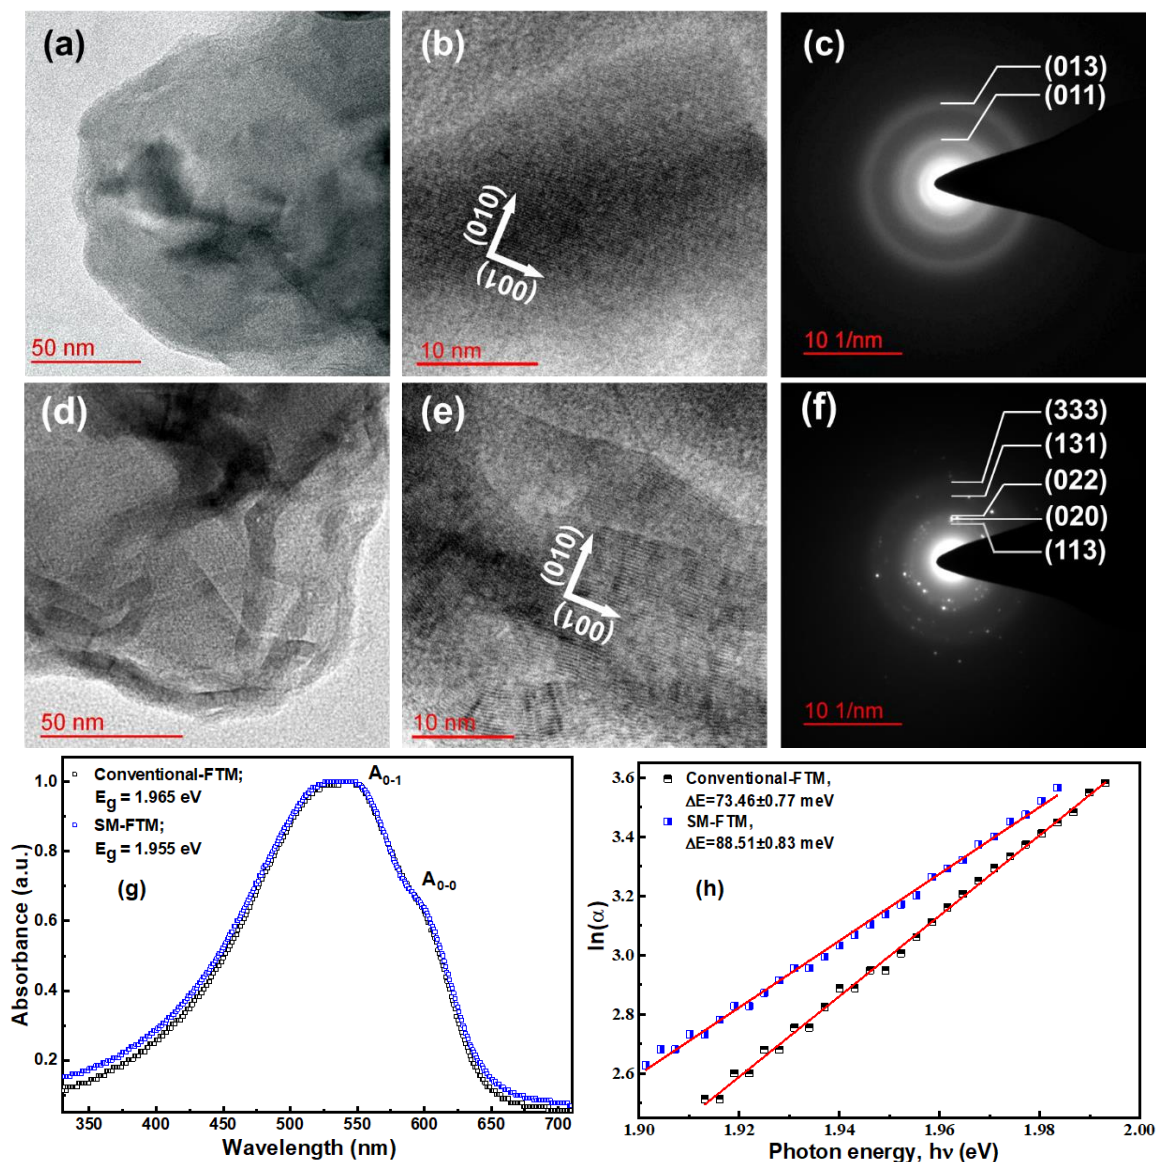 (a)
50 nm
(b)
(010)
(001)
10 nm
(c)
(013)
(011)
10 1/nm
(d)
50 nm
(e)
(010)
(001)
10 nm
(f)
(333)
(131)
(022)
(020)
(113)
10 1/nm
Conventional-FTM;
Eg = 1.965 eV
SM-FTM;
Eg = 1.955 eV
A0-1
A0-0
(g)
Absorbance (a.u.)
1.0
0.8
0.6
0.4
0.2
350 400 450 500 550 600 650 700
Wavelength (nm)
Conventional-FTM,
ΔE=73.46±0.77 meV
SM-FTM,
ΔE=88.51±0.83 meV
(h)
ln(α)
3.6
3.4
3.2
3.0
2.8
2.6
1.90 1.92 1.94 1.96 1.98 2.00
Photon energy, hν (eV)